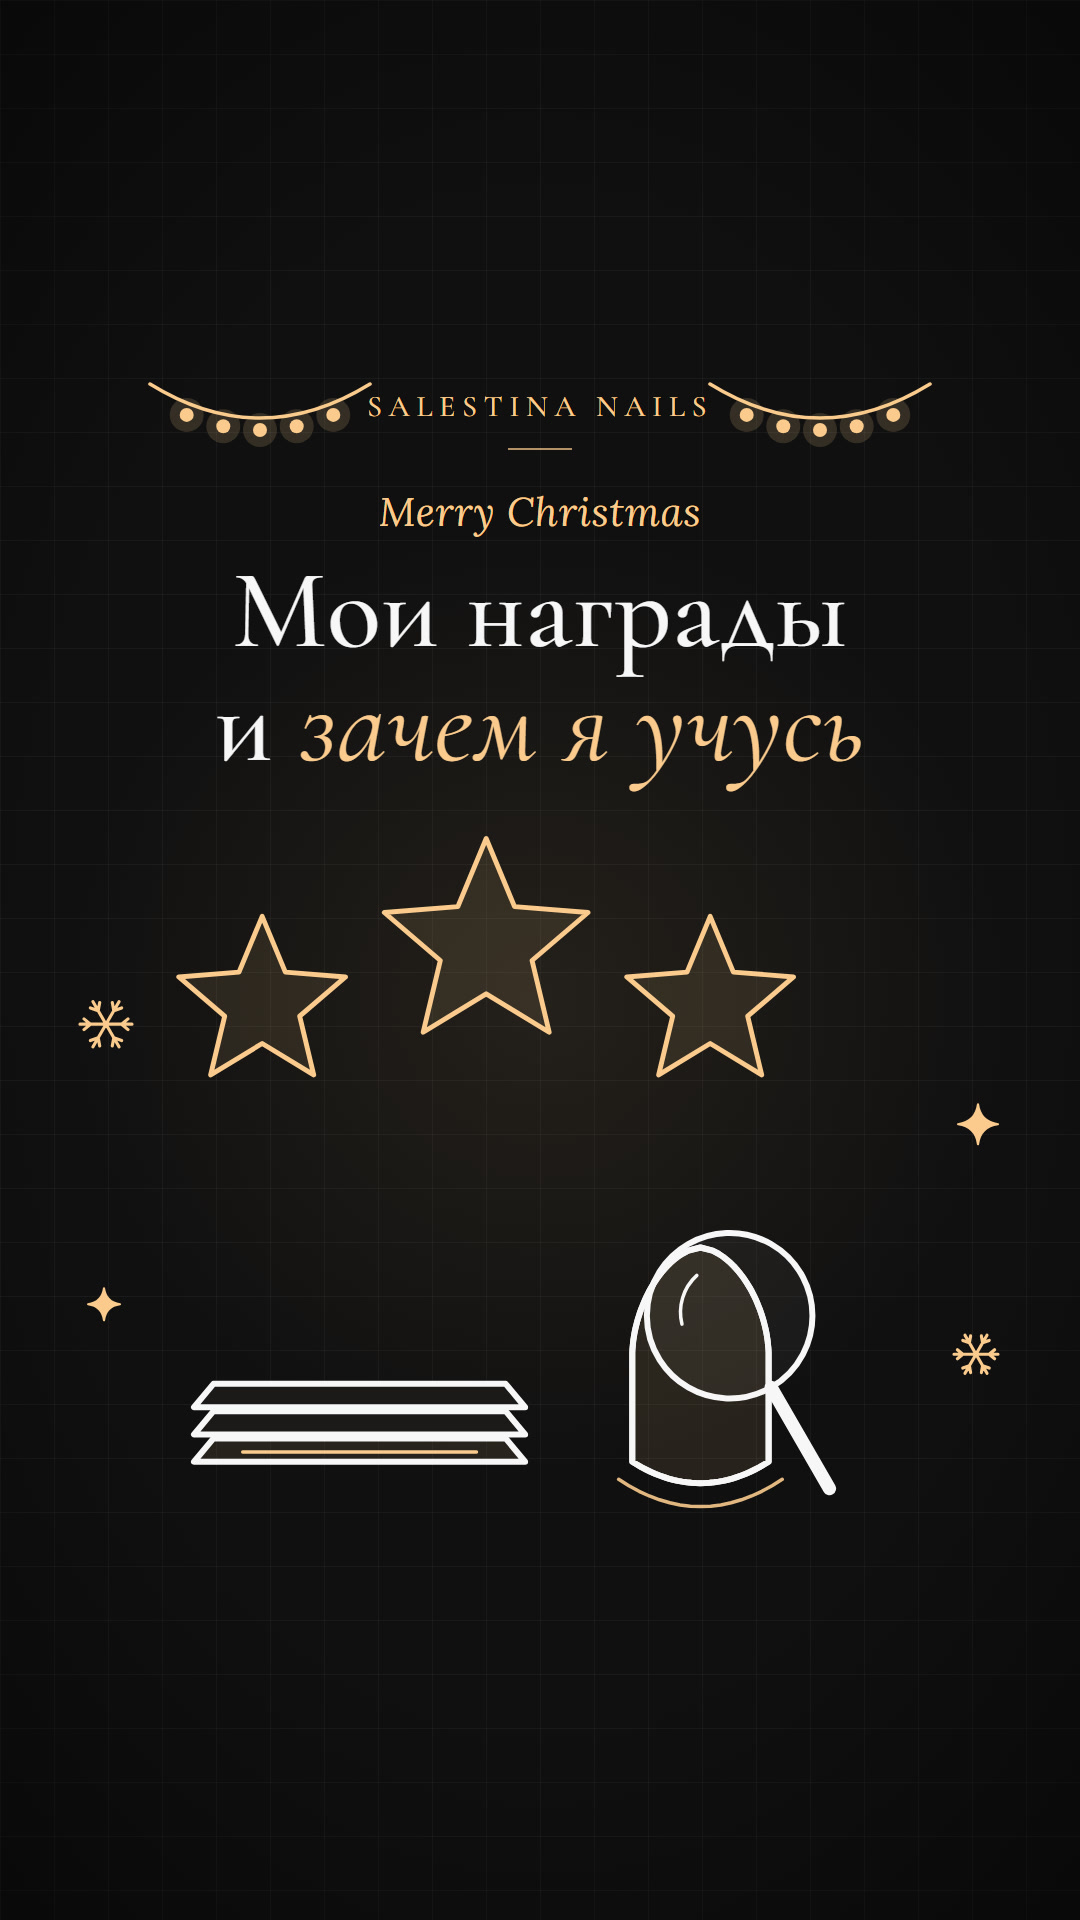 SALESTINA NAILS
Merry Christmas
Мои награды
и зачем я учусь